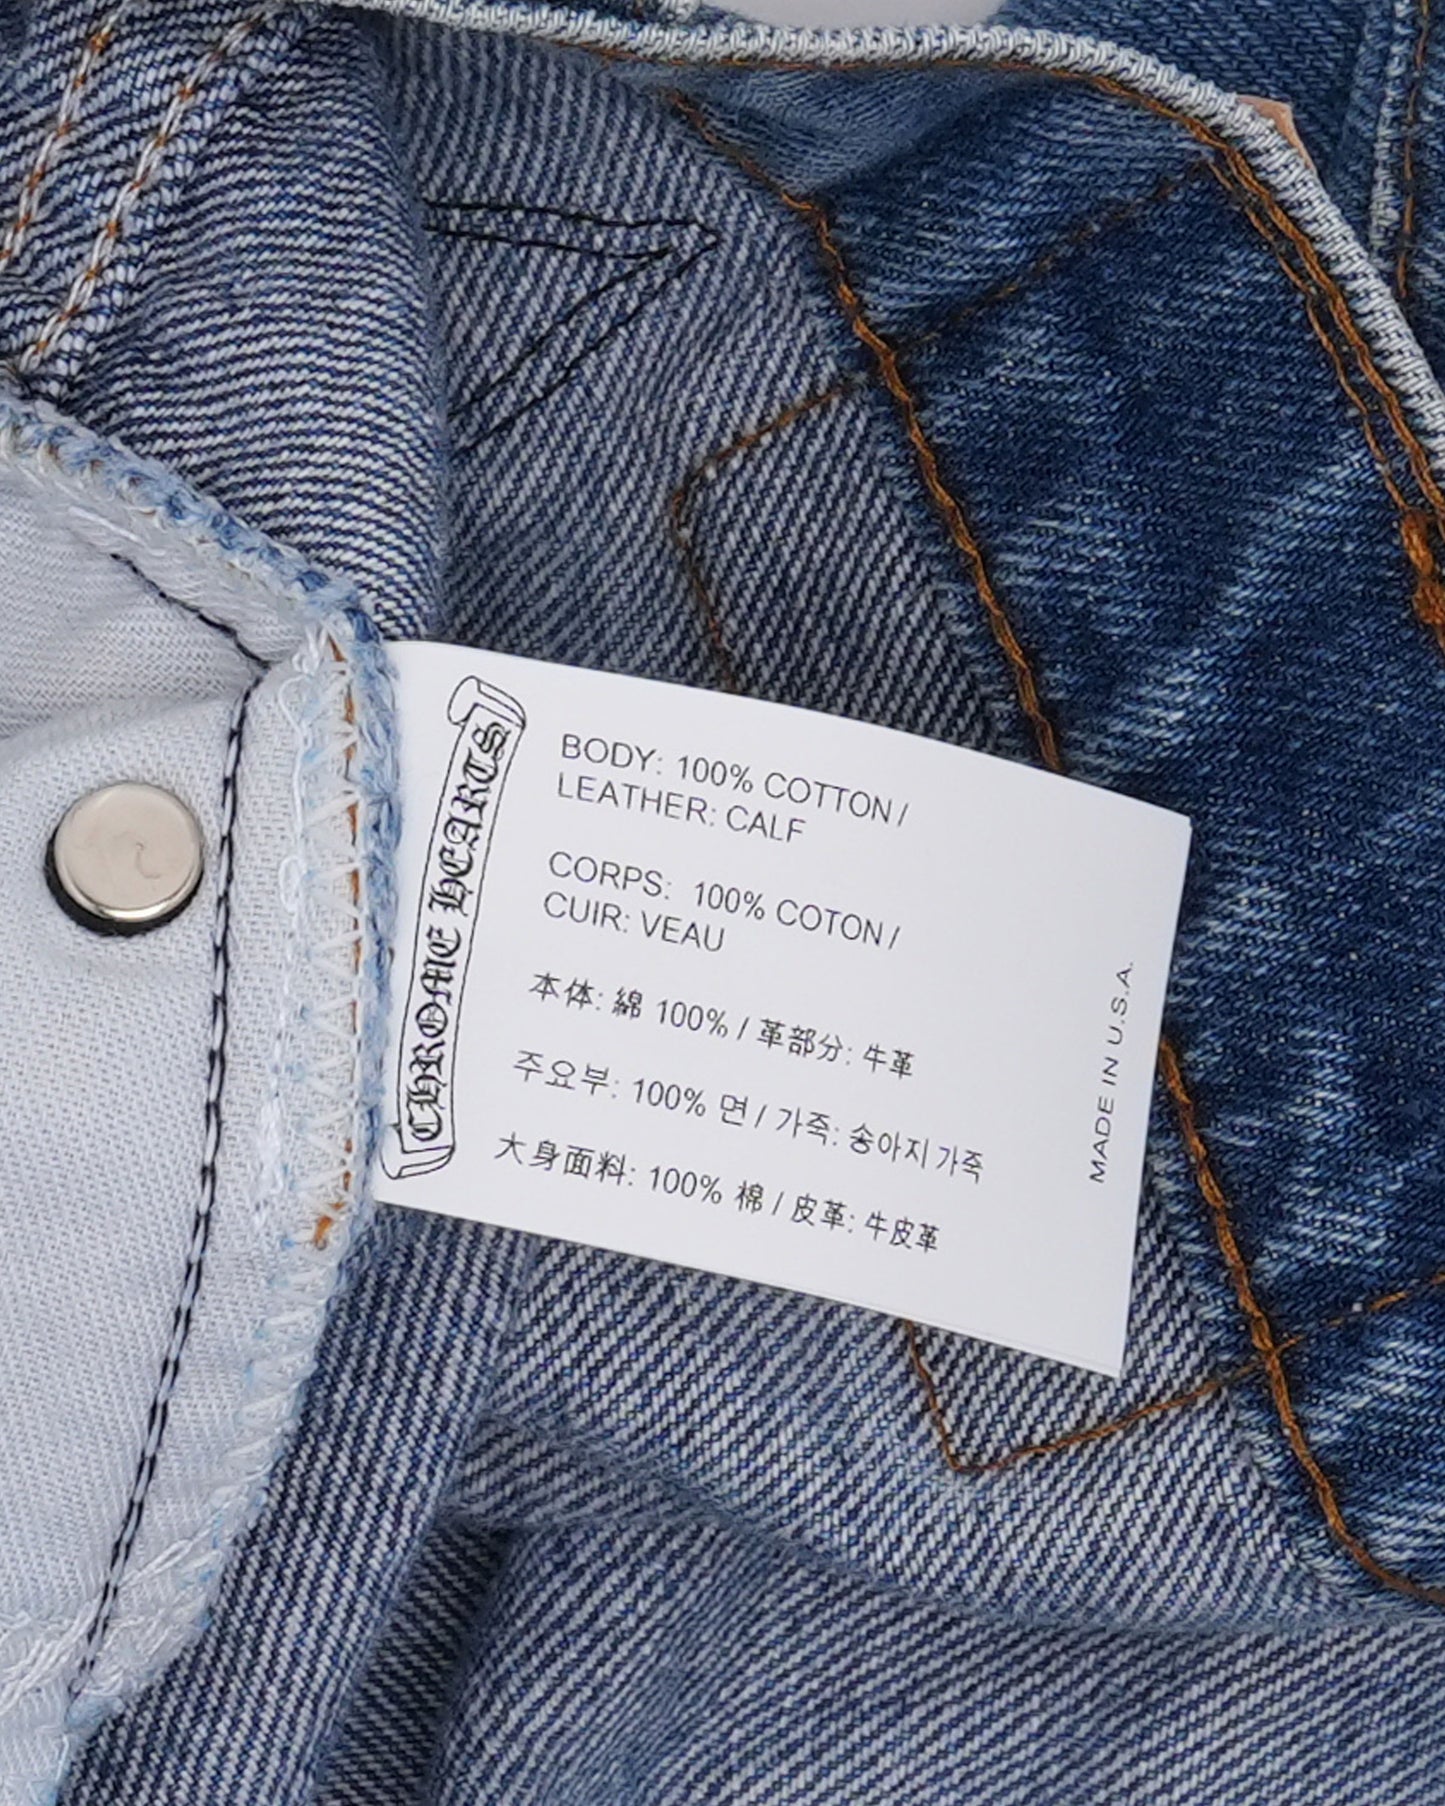 CHROME HEARTS
BODY: 100% COTTON /
LEATHER: CALF
CORPS: 100% COTON /
CUIR: VEAU
本体: 綿 100% / 革部分: 牛革
주요부: 100% 면 / 가죽: 송아지 가죽
大身面料: 100% 棉 / 皮革: 牛皮革
MADE IN U.S.A.